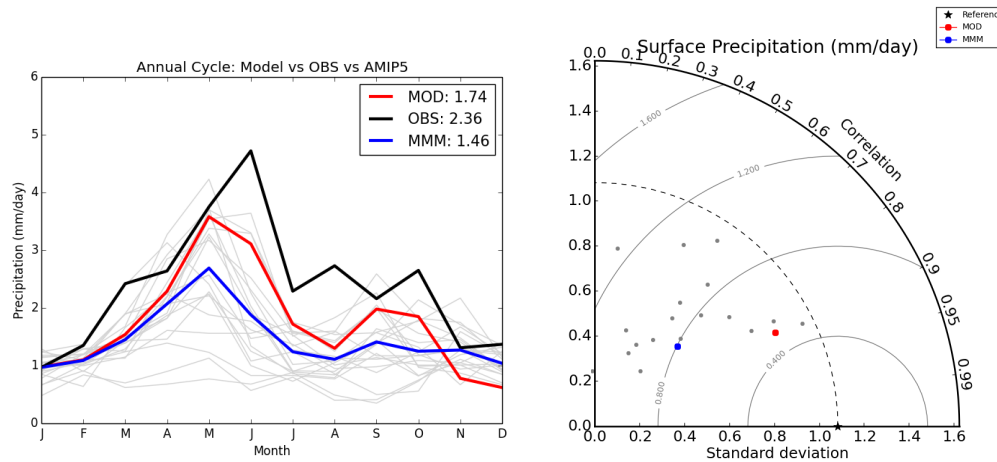 Annual Cycle: Model vs OBS vs AMIP5
MOD: 1.74
OBS: 2.36
MMM: 1.46
Precipitation (mm/day)
6
5
4
3
2
1
0
J F M A M J J A S O N D
Month
Surface Precipitation (mm/day)
MOD
MMM
Correlation
0.0 0.1 0.2 0.3 0.4 0.5 0.6 0.7 0.8 0.9 0.95 0.99
1.6
1.4
1.2
1.0
0.8
0.6
0.4
0.2
0.0
1.600
1.200
0.800
0.400
0.0 0.2 0.4 0.6 0.8 1.0 1.2 1.4 1.6
Standard deviation